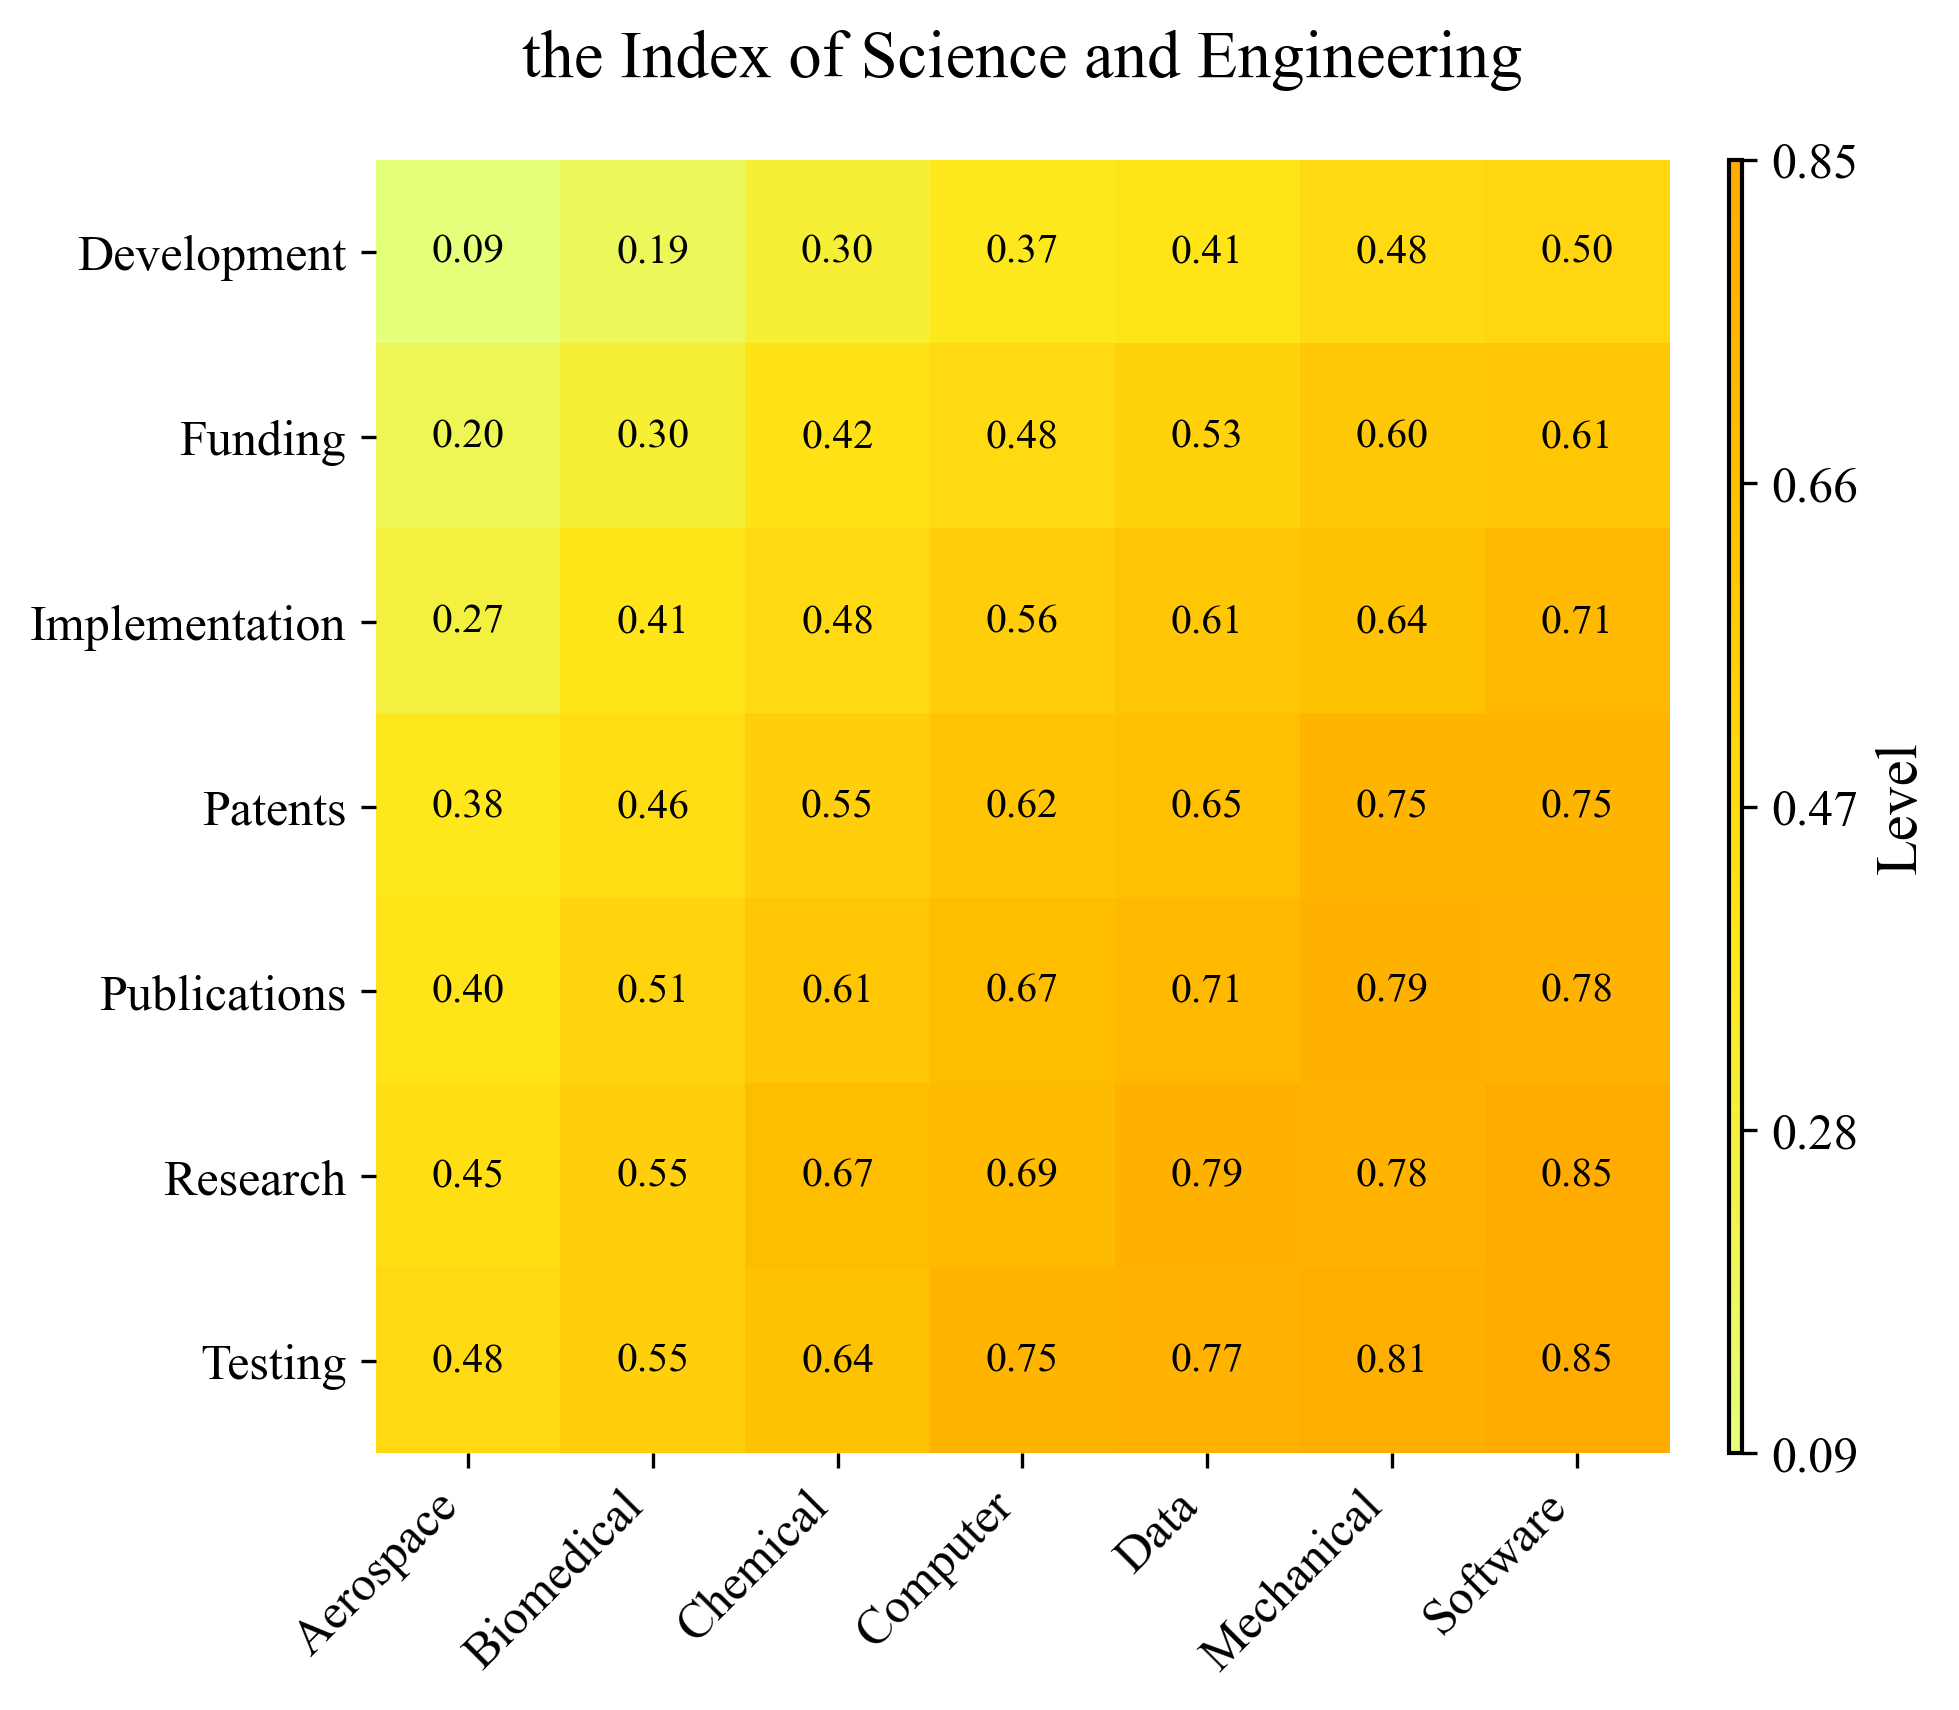 the Index of Science and Engineering
Development 0.09 0.19 0.30 0.37 0.41 0.48 0.50
Funding 0.20 0.30 0.42 0.48 0.53 0.60 0.61
Implementation 0.27 0.41 0.48 0.56 0.61 0.64 0.71
Patents 0.38 0.46 0.55 0.62 0.65 0.75 0.75
Publications 0.40 0.51 0.61 0.67 0.71 0.79 0.78
Research 0.45 0.55 0.67 0.69 0.79 0.78 0.85
Testing 0.48 0.55 0.64 0.75 0.77 0.81 0.85
Aerospace Biomedical Chemical Computer Data Mechanical Software
0.85
0.66
0.47
0.28
0.09
Level